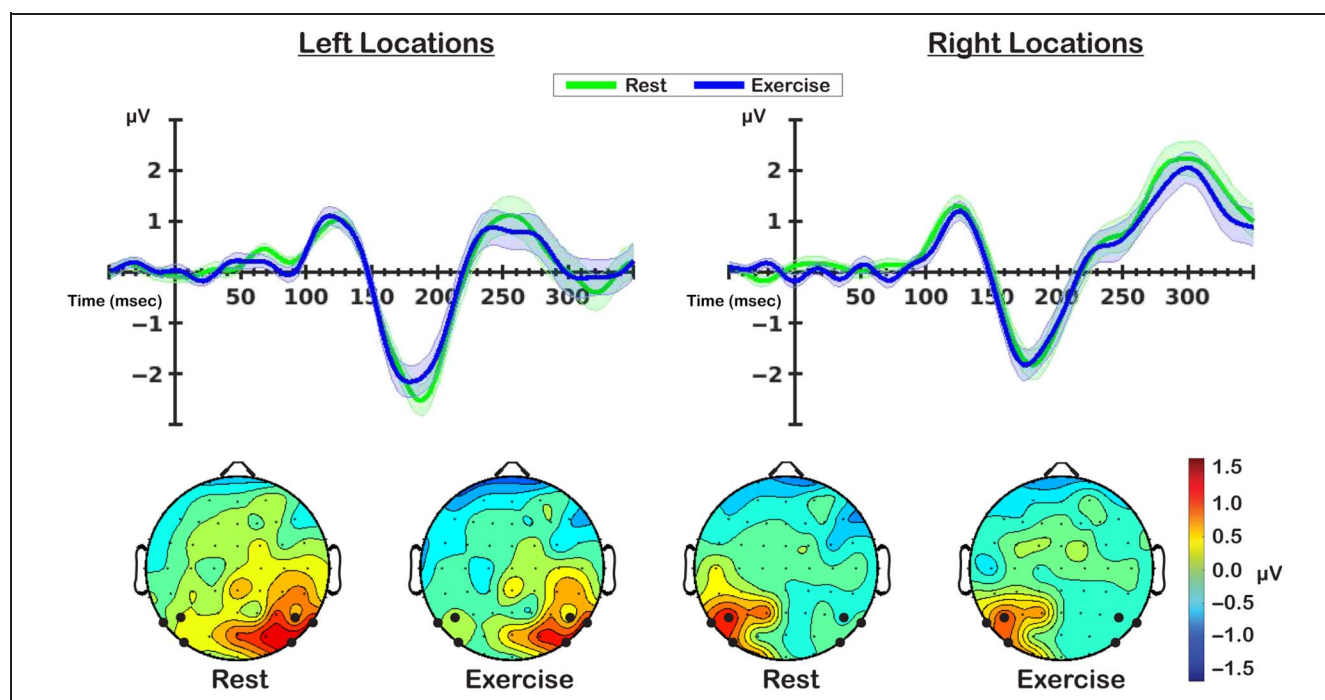 Left Locations Right Locations
Rest Exercise
µV µV
2 2
1 1
Time (msec) 50 100 150 200 250 300 Time (msec) 50 100 150 200 250 300
−1 −1
−2 −2
1.5
1.0
0.5
0.0 µV
−0.5
−1.0
−1.5
Rest Exercise Rest Exercise